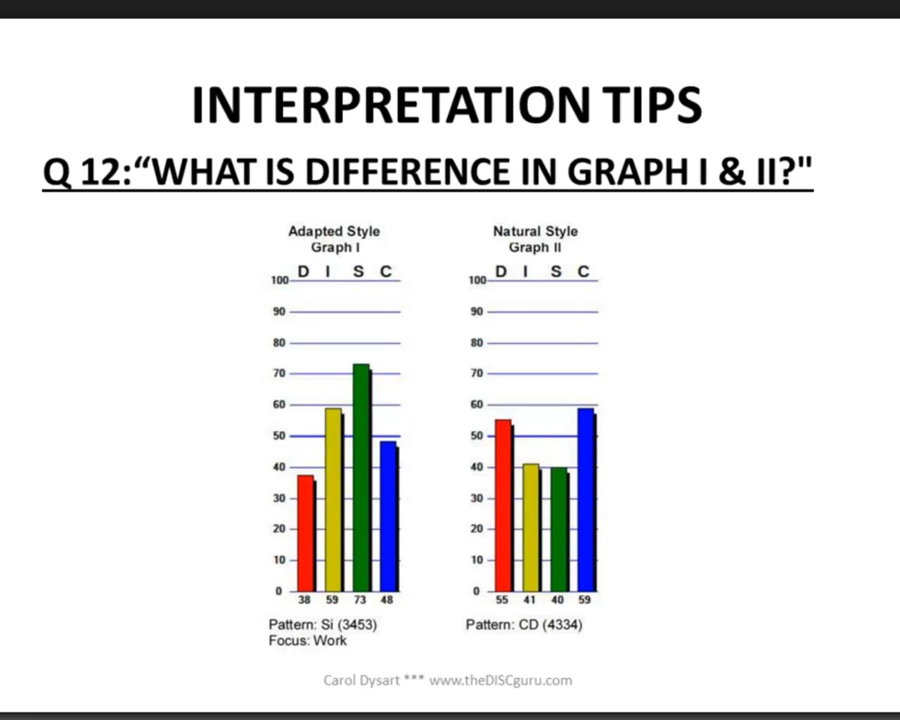 INTERPRETATION TIPS
Q 12:“WHAT IS DIFFERENCE IN GRAPH I & II?"
Adapted Style
Graph I
D I S C
100
90
80
70
60
50
40
30
20
10
0
38 59 73 48
Pattern: Si (3453)
Focus: Work
Natural Style
Graph II
D I S C
100
90
80
70
60
50
40
30
20
10
0
55 41 40 59
Pattern: CD (4334)
Carol Dysart *** www.theDISCguru.com